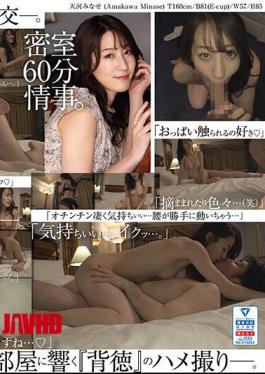 天河みなせ (Amakawa Minase) T160cm/B81(E-cup)/W57/H85
交―。
密室
60分
情事。
「おっぱい触られるの好き♡」
「摘ままれたり色々…(笑)」
「オチンチン凄く気持ちいい…腰が勝手に動いちゃう…」
「気持ちいい…イクッ…。」
すね…♡」
JAVHD
部屋に響く『背徳』のハメ撮り―。